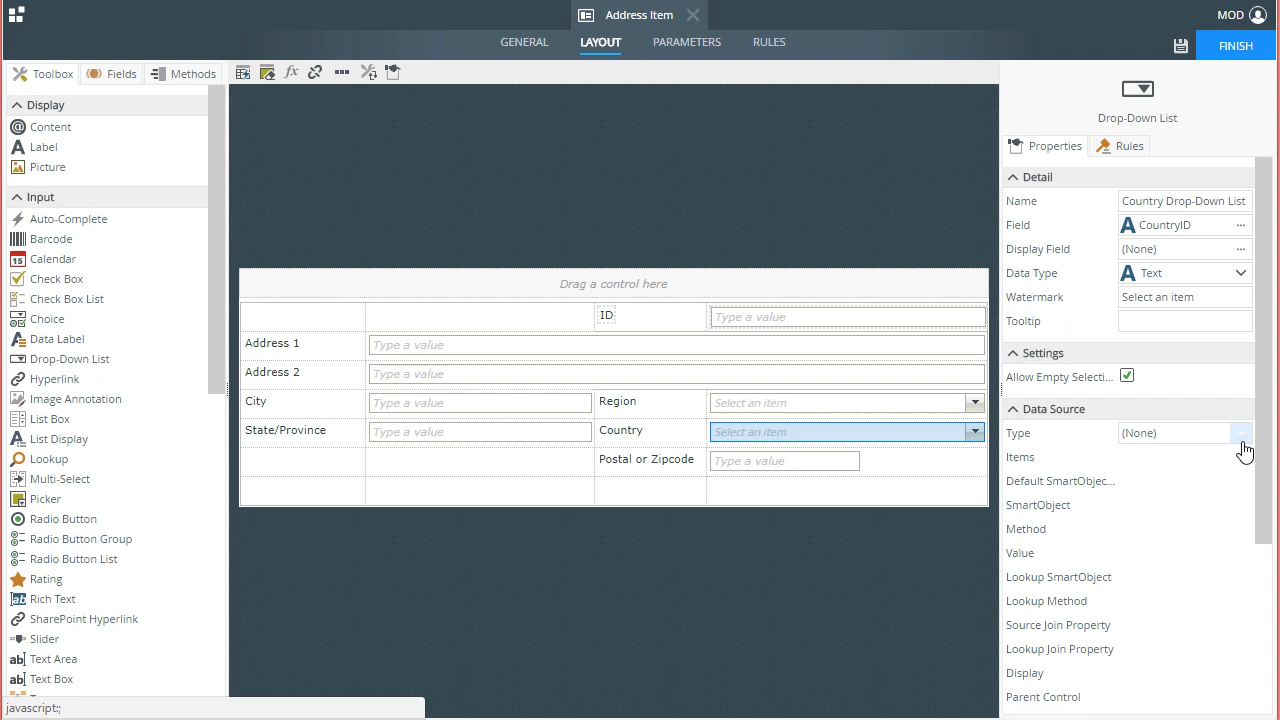 Address Item
MOD
GENERAL
LAYOUT
PARAMETERS
RULES
FINISH
Toolbox
Fields
Methods
Display
Content
Label
Picture
Input
Auto-Complete
Barcode
Calendar
Check Box
Check Box List
Choice
Data Label
Drop-Down List
Hyperlink
Image Annotation
List Box
List Display
Lookup
Multi-Select
Picker
Radio Button
Radio Button Group
Radio Button List
Rating
Rich Text
SharePoint Hyperlink
Slider
Text Area
Text Box
javascript:;
Drag a control here
ID
Type a value
Address 1
Type a value
Address 2
Type a value
City
Type a value
Region
Select an item
State/Province
Type a value
Country
Select an item
Postal or Zipcode
Type a value
Drop-Down List
Properties
Rules
Detail
Name
Country Drop-Down List
Field
CountryID
Display Field
(None)
Data Type
Text
Watermark
Select an item
Tooltip
Settings
Allow Empty Selecti...
Data Source
Type
(None)
Items
Default SmartObjec...
SmartObject
Method
Value
Lookup SmartObject
Lookup Method
Source Join Property
Lookup Join Property
Display
Parent Control